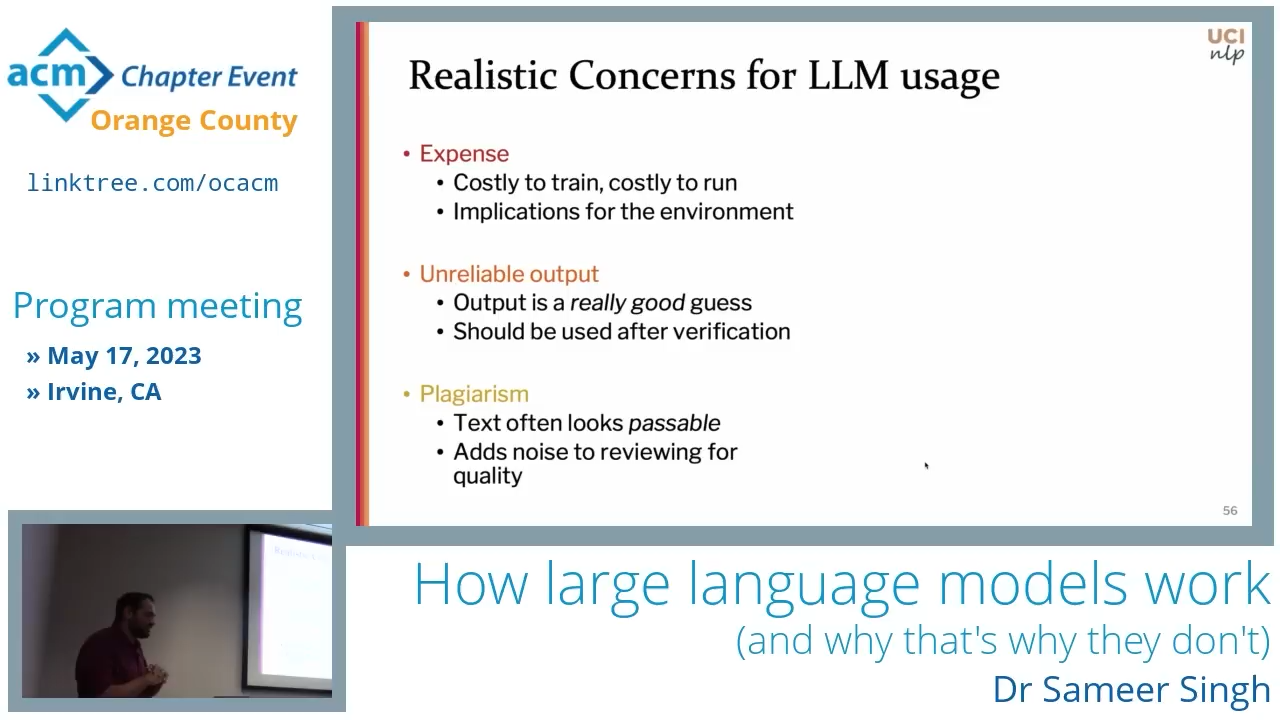 acm Chapter Event
Orange County
linktree.com/ocacm
Program meeting
» May 17, 2023
» Irvine, CA
UCI
nlp
Realistic Concerns for LLM usage
• Expense
• Costly to train, costly to run
• Implications for the environment
• Unreliable output
• Output is a really good guess
• Should be used after verification
• Plagiarism
• Text often looks passable
• Adds noise to reviewing for
quality
56
How large language models work
(and why that's why they don't)
Dr Sameer Singh